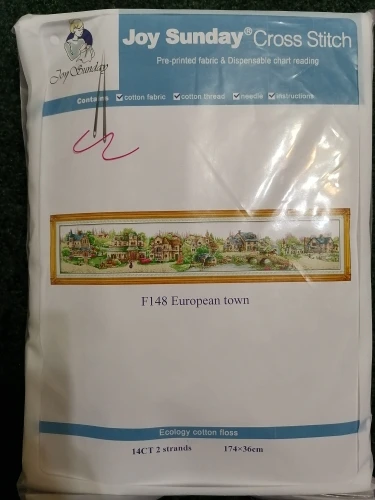 Joy Sunday
Joy Sunday® Cross Stitch
Pre-printed fabric & Dispensable chart reading
Contains cotton fabric cotton thread needle instructions
F148 European town
Ecology cotton floss
14CT 2 strands 174×36cm